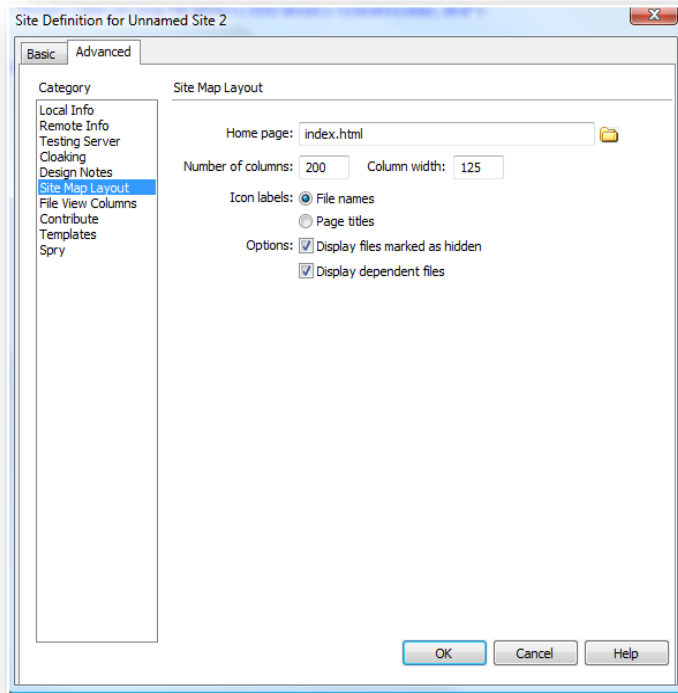 Site Definition for Unnamed Site 2
Basic Advanced
Category
Local Info
Remote Info
Testing Server
Cloaking
Design Notes
Site Map Layout
File View Columns
Contribute
Templates
Spry
Site Map Layout
Home page: index.html
Number of columns: 200 Column width: 125
Icon labels: File names
Page titles
Options: Display files marked as hidden
Display dependent files
OK Cancel Help